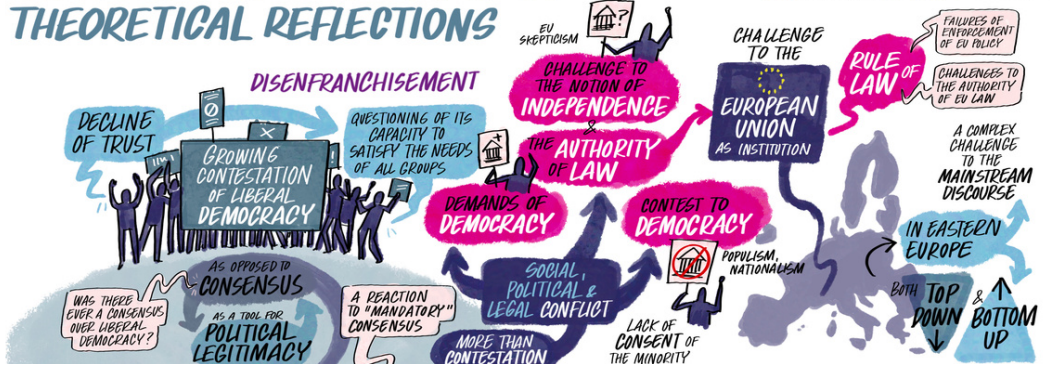 THEORETICAL REFLECTIONS
DISENFRANCHISEMENT
DECLINE
OF TRUST
GROWING
CONTESTATION
OF LIBERAL
DEMOCRACY
QUESTIONING OF ITS
CAPACITY TO
SATISFY THE NEEDS
OF ALL GROUPS
WAS THERE
EVER A CONSENSUS
OVER LIBERAL
DEMOCRACY?
AS OPPOSED TO
CONSENSUS
AS A TOOL FOR
POLITICAL
LEGITIMACY
A REACTION
TO "MANDATORY"
CONSENSUS
EU
SKEPTICISM
?
CHALLENGE TO
THE NOTION OF
INDEPENDENCE
&
THE AUTHORITY
OF LAW
DEMANDS OF
DEMOCRACY
CONTEST TO
DEMOCRACY
SOCIAL,
POLITICAL &
LEGAL CONFLICT
MORE THAN
CONTESTATION
POPULISM,
NATIONALISM
LACK OF
CONSENT OF
THE MINORITY
CHALLENGE
TO THE
EUROPEAN
UNION
AS INSTITUTION
RULE OF
LAW
FAILURES OF
ENFORCEMENT
OF EU POLICY
CHALLENGES TO
THE AUTHORITY
OF EU LAW
A COMPLEX
CHALLENGE
TO THE
MAINSTREAM
DISCOURSE
IN EASTERN
EUROPE
BOTH
TOP
DOWN
&
BOTTOM
UP